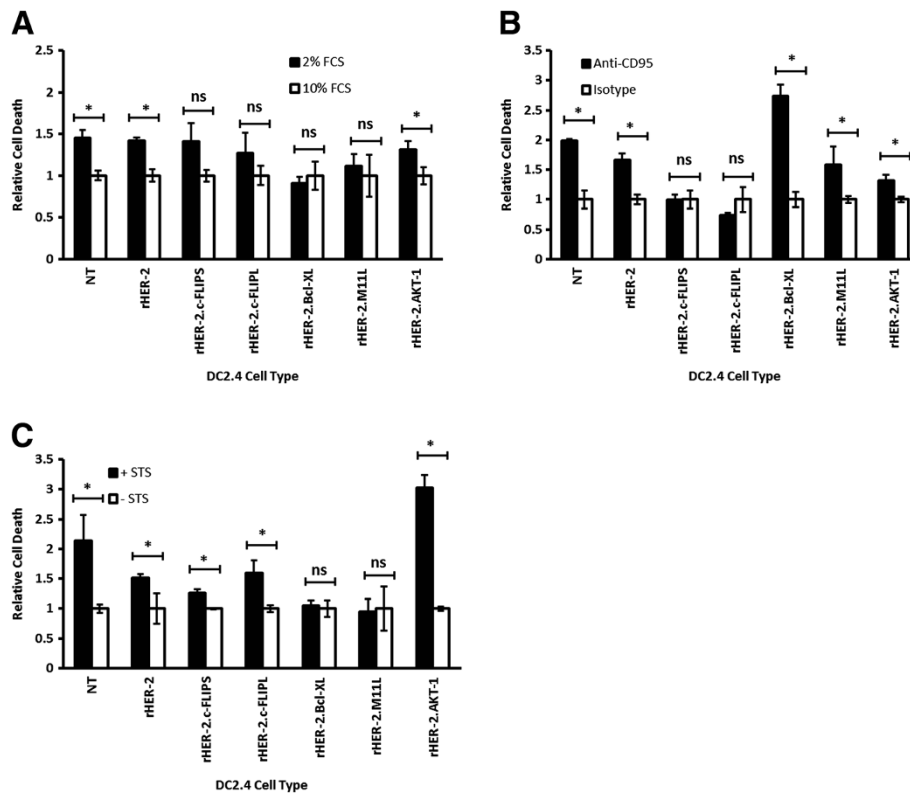 A
2.5
2
1.5
1
0.5
0
Relative Cell Death
2% FCS
10% FCS
*
*
ns
ns
ns
ns
*
NT
rHER-2
rHER-2.c-FLIPS
rHER-2.c-FLIPL
rHER-2.Bcl-XL
rHER-2.M11L
rHER-2.AKT-1
DC2.4 Cell Type
B
3.5
3
2.5
2
1.5
1
0.5
0
Relative Cell Death
Anti-CD95
Isotype
*
*
ns
ns
*
*
*
NT
rHER-2
rHER-2.c-FLIPS
rHER-2.c-FLIPL
rHER-2.Bcl-XL
rHER-2.M11L
rHER-2.AKT-1
DC2.4 Cell Type
C
3.5
3
2.5
2
1.5
1
0.5
0
Relative Cell Death
+ STS
- STS
*
*
*
*
ns
ns
*
NT
rHER-2
rHER-2.c-FLIPS
rHER-2.c-FLIPL
rHER-2.Bcl-XL
rHER-2.M11L
rHER-2.AKT-1
DC2.4 Cell Type